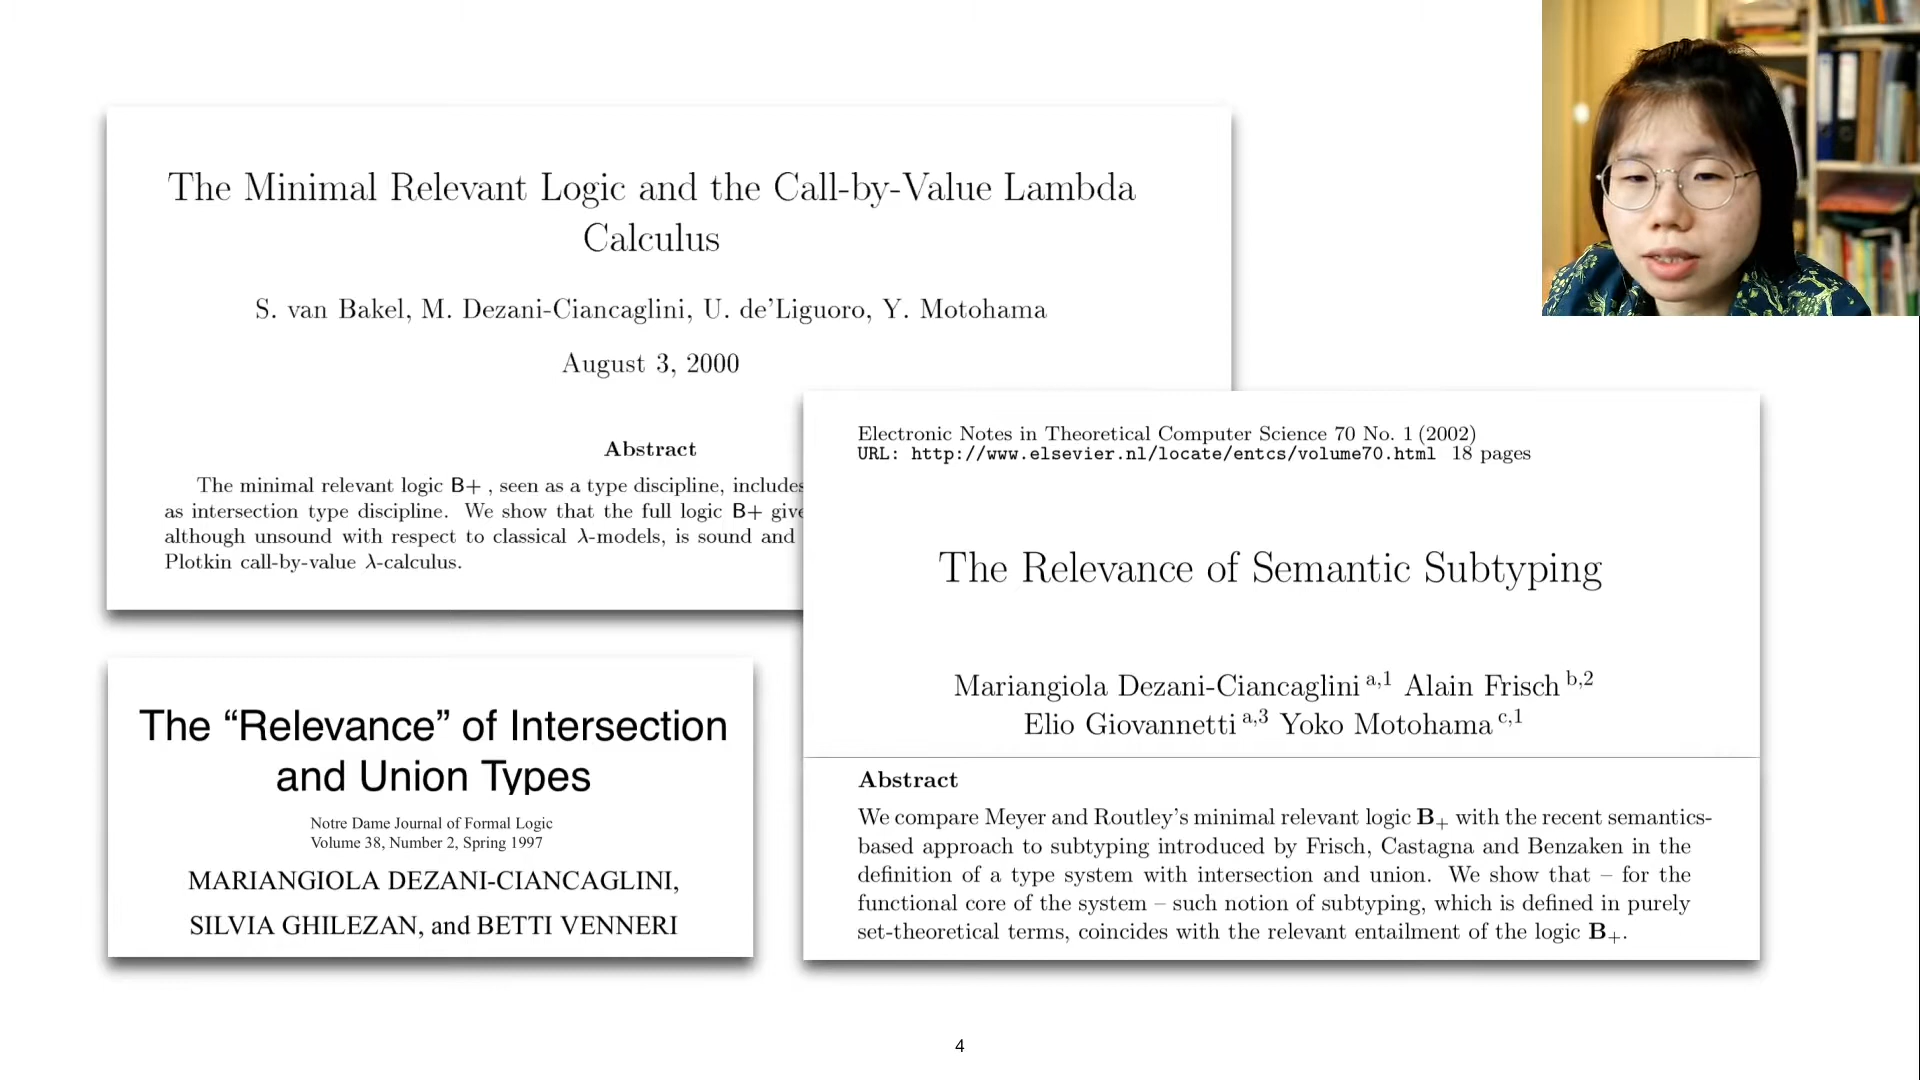 The Minimal Relevant Logic and the Call-by-Value Lambda
Calculus
S. van Bakel, M. Dezani-Ciancaglini, U. de'Liguoro, Y. Motohama
August 3, 2000
Abstract
The minimal relevant logic B+ , seen as a type discipline, includes
as intersection type discipline. We show that the full logic B+ give
although unsound with respect to classical λ-models, is sound and
Plotkin call-by-value λ-calculus.
Electronic Notes in Theoretical Computer Science 70 No. 1 (2002)
URL: http://www.elsevier.nl/locate/entcs/volume70.html 18 pages
The Relevance of Semantic Subtyping
Mariangiola Dezani-Ciancaglini a,1 Alain Frisch b,2
Elio Giovannetti a,3 Yoko Motohama c,1
Abstract
We compare Meyer and Routley's minimal relevant logic B+ with the recent semantics-
based approach to subtyping introduced by Frisch, Castagna and Benzaken in the
definition of a type system with intersection and union. We show that – for the
functional core of the system – such notion of subtyping, which is defined in purely
set-theoretical terms, coincides with the relevant entailment of the logic B+.
The “Relevance” of Intersection
and Union Types
Notre Dame Journal of Formal Logic
Volume 38, Number 2, Spring 1997
MARIANGIOLA DEZANI-CIANCAGLINI,
SILVIA GHILEZAN, and BETTI VENNERI
4